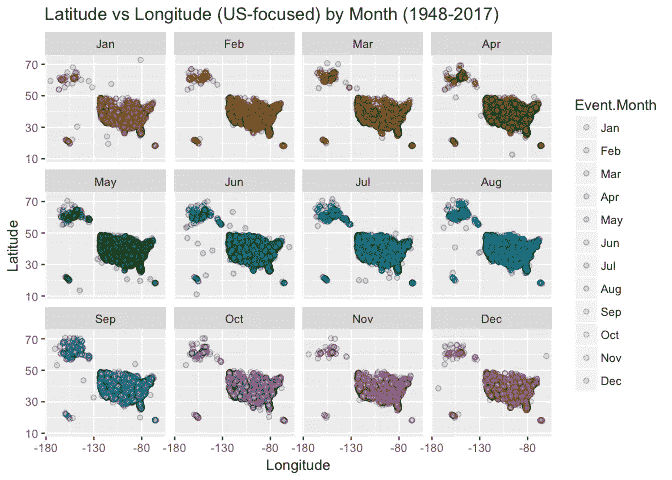 Latitude vs Longitude (US-focused) by Month (1948-2017)
Jan Feb Mar Apr
70
50
30
10
May Jun Jul Aug
70
50
30
10
Sep Oct Nov Dec
70
50
30
10
-180 -130 -80 -180 -130 -80 -180 -130 -80 -180 -130 -80
Longitude
Latitude
Event.Month
Jan
Feb
Mar
Apr
May
Jun
Jul
Aug
Sep
Oct
Nov
Dec